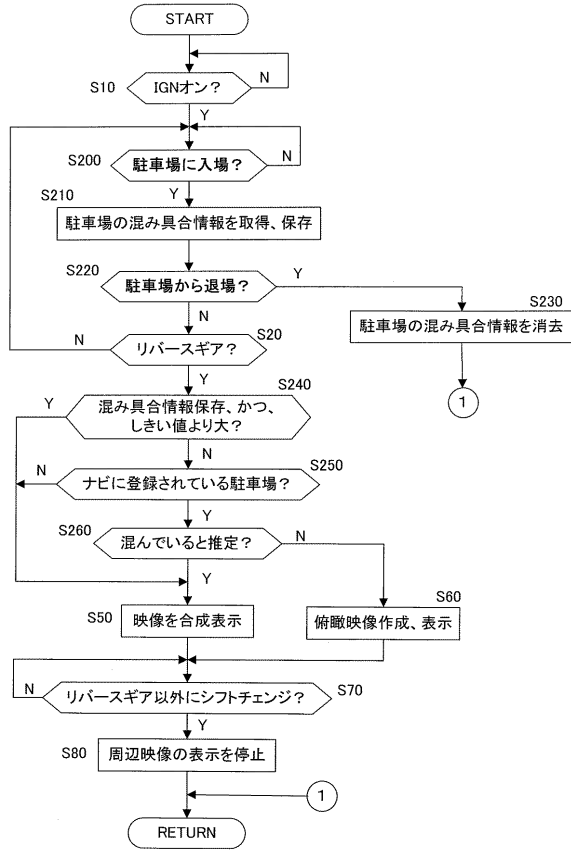 START
N
S10
IGNオン？
Y
N
S200
駐車場に入場？
Y
S210
駐車場の混み具合情報を取得、保存
S220
駐車場から退場？
Y
S230
駐車場の混み具合情報を消去
1
N
N
S20
リバースギア？
Y
S240
Y
混み具合情報保存、かつ、
しきい値より大？
N
S250
N
ナビに登録されている駐車場？
Y
S260
混んでいると推定？
N
Y
S50
映像を合成表示
S60
俯瞰映像作成、表示
N
リバースギア以外にシフトチェンジ？
S70
Y
S80
周辺映像の表示を停止
1
RETURN